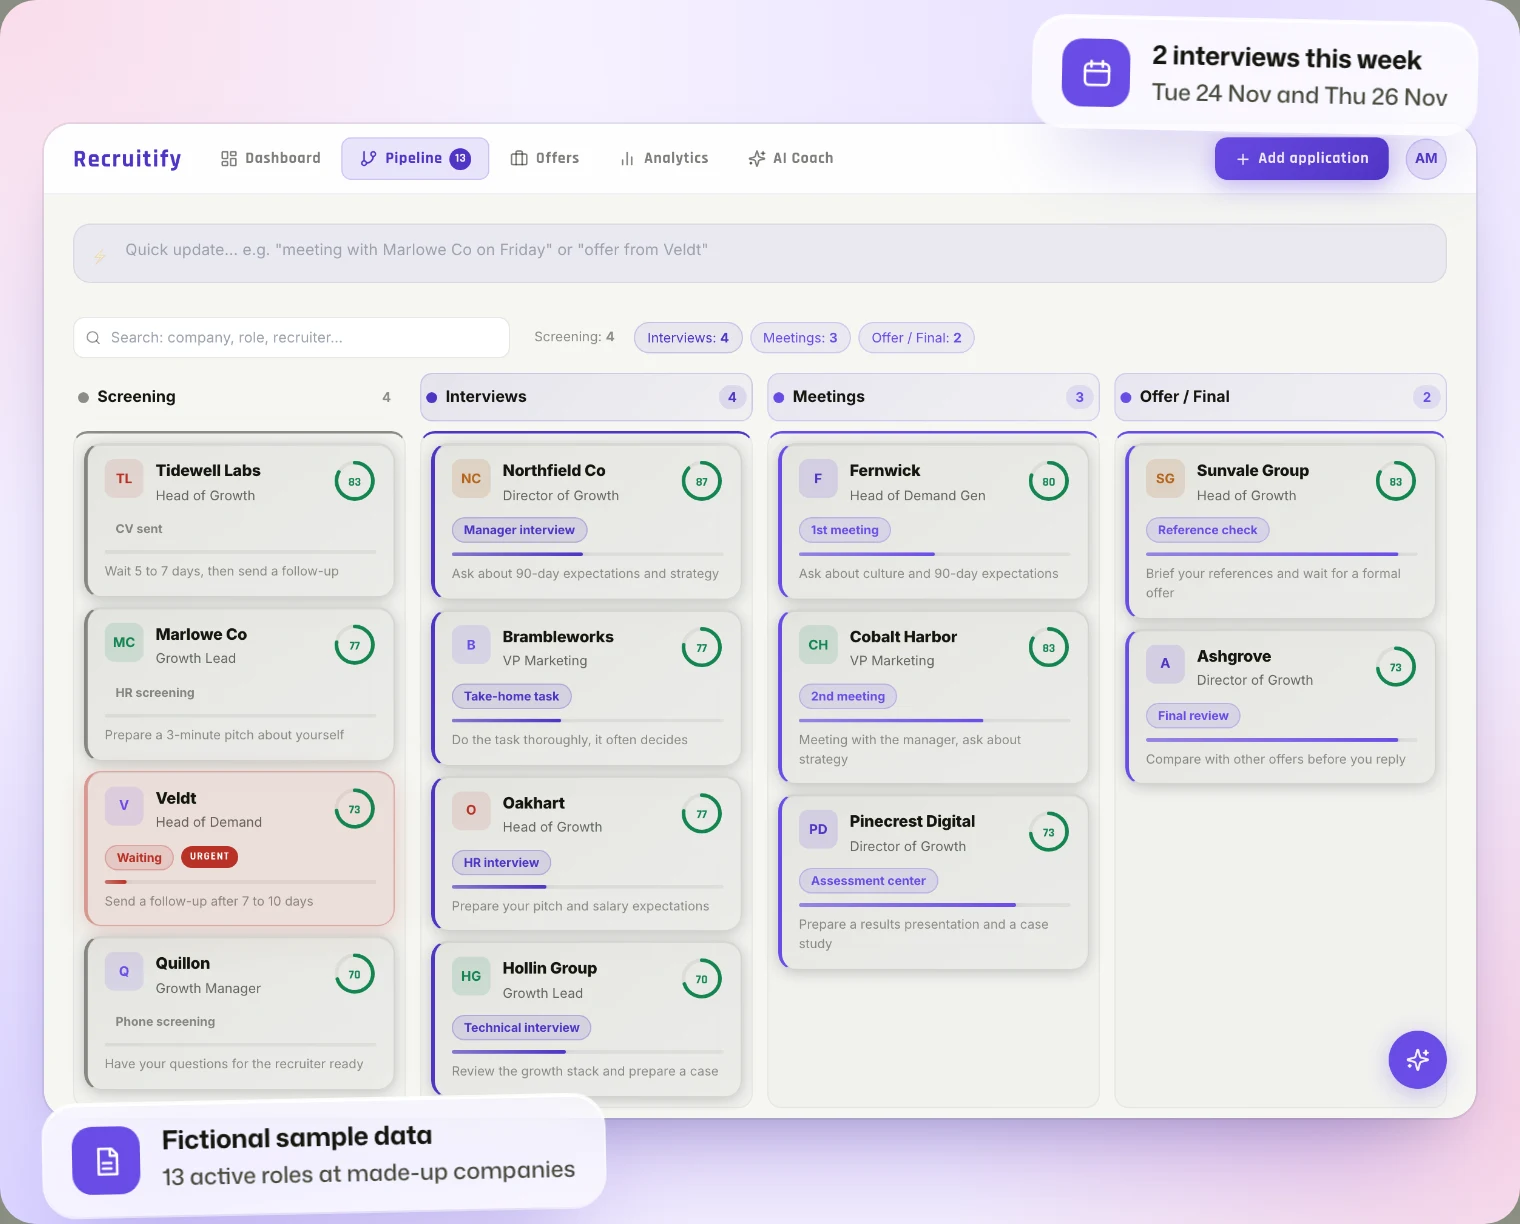 2 interviews this week
Tue 24 Nov and Thu 26 Nov
Recruitify
Dashboard
Pipeline 13
Offers
Analytics
AI Coach
+ Add application
AM
Quick update... e.g. "meeting with Marlowe Co on Friday" or "offer from Veldt"
Search: company, role, recruiter...
Screening: 4
Interviews: 4
Meetings: 3
Offer / Final: 2
Screening 4
TL
Tidewell Labs
Head of Growth
83
CV sent
Wait 5 to 7 days, then send a follow-up
MC
Marlowe Co
Growth Lead
77
HR screening
Prepare a 3-minute pitch about yourself
V
Veldt
Head of Demand
73
Waiting
URGENT
Send a follow-up after 7 to 10 days
Q
Quillon
Growth Manager
70
Phone screening
Have your questions for the recruiter ready
Interviews 4
NC
Northfield Co
Director of Growth
87
Manager interview
Ask about 90-day expectations and strategy
B
Brambleworks
VP Marketing
77
Take-home task
Do the task thoroughly, it often decides
O
Oakhart
Head of Growth
77
HR interview
Prepare your pitch and salary expectations
HG
Hollin Group
Growth Lead
70
Technical interview
Review the growth stack and prepare a case
Meetings 3
F
Fernwick
Head of Demand Gen
80
1st meeting
Ask about culture and 90-day expectations
CH
Cobalt Harbor
VP Marketing
83
2nd meeting
Meeting with the manager, ask about
strategy
PD
Pinecrest Digital
Director of Growth
73
Assessment center
Prepare a results presentation and a case
study
Offer / Final 2
SG
Sunvale Group
Head of Growth
83
Reference check
Brief your references and wait for a formal
offer
A
Ashgrove
Director of Growth
73
Final review
Compare with other offers before you reply
Fictional sample data
13 active roles at made-up companies